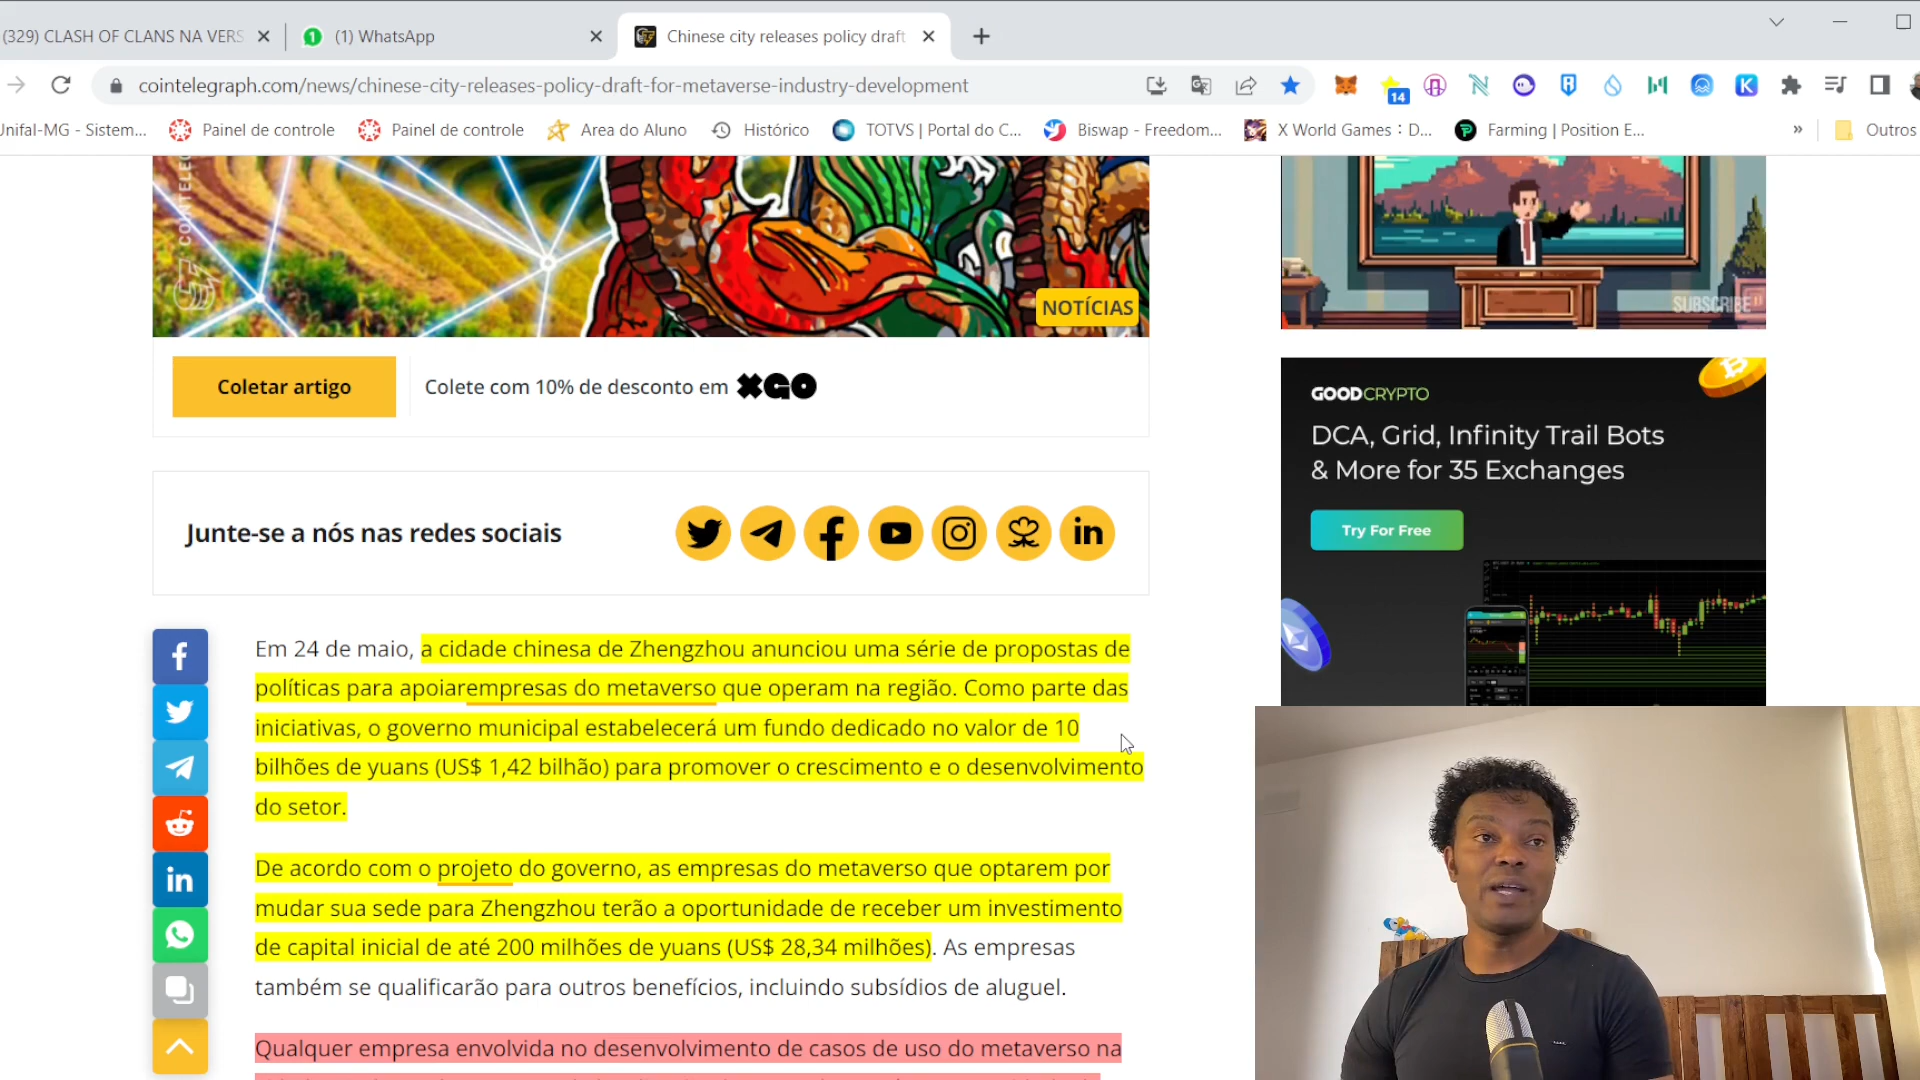 (329) CLASH OF CLANS NA VERS
(1) WhatsApp
Chinese city releases policy draft
cointelegraph.com/news/chinese-city-releases-policy-draft-for-metaverse-industry-development
14
Unifal-MG - Sistem...
Painel de controle
Painel de controle
Area do Aluno
Histórico
TOTVS | Portal do C...
Biswap - Freedom...
X World Games : D...
Farming | Position E...
»
Outros
NOTÍCIAS
SUBSCRIBE
Coletar artigo
Colete com 10% de desconto em XGO
GOODCRYPTO
DCA, Grid, Infinity Trail Bots
& More for 35 Exchanges
Try For Free
Junte-se a nós nas redes sociais
Em 24 de maio, a cidade chinesa de Zhengzhou anunciou uma série de propostas de
políticas para apoiarempresas do metaverso que operam na região. Como parte das
iniciativas, o governo municipal estabelecerá um fundo dedicado no valor de 10
bilhões de yuans (US$ 1,42 bilhão) para promover o crescimento e o desenvolvimento
do setor.
De acordo com o projeto do governo, as empresas do metaverso que optarem por
mudar sua sede para Zhengzhou terão a oportunidade de receber um investimento
de capital inicial de até 200 milhões de yuans (US$ 28,34 milhões). As empresas
também se qualificarão para outros benefícios, incluindo subsídios de aluguel.
Qualquer empresa envolvida no desenvolvimento de casos de uso do metaverso na